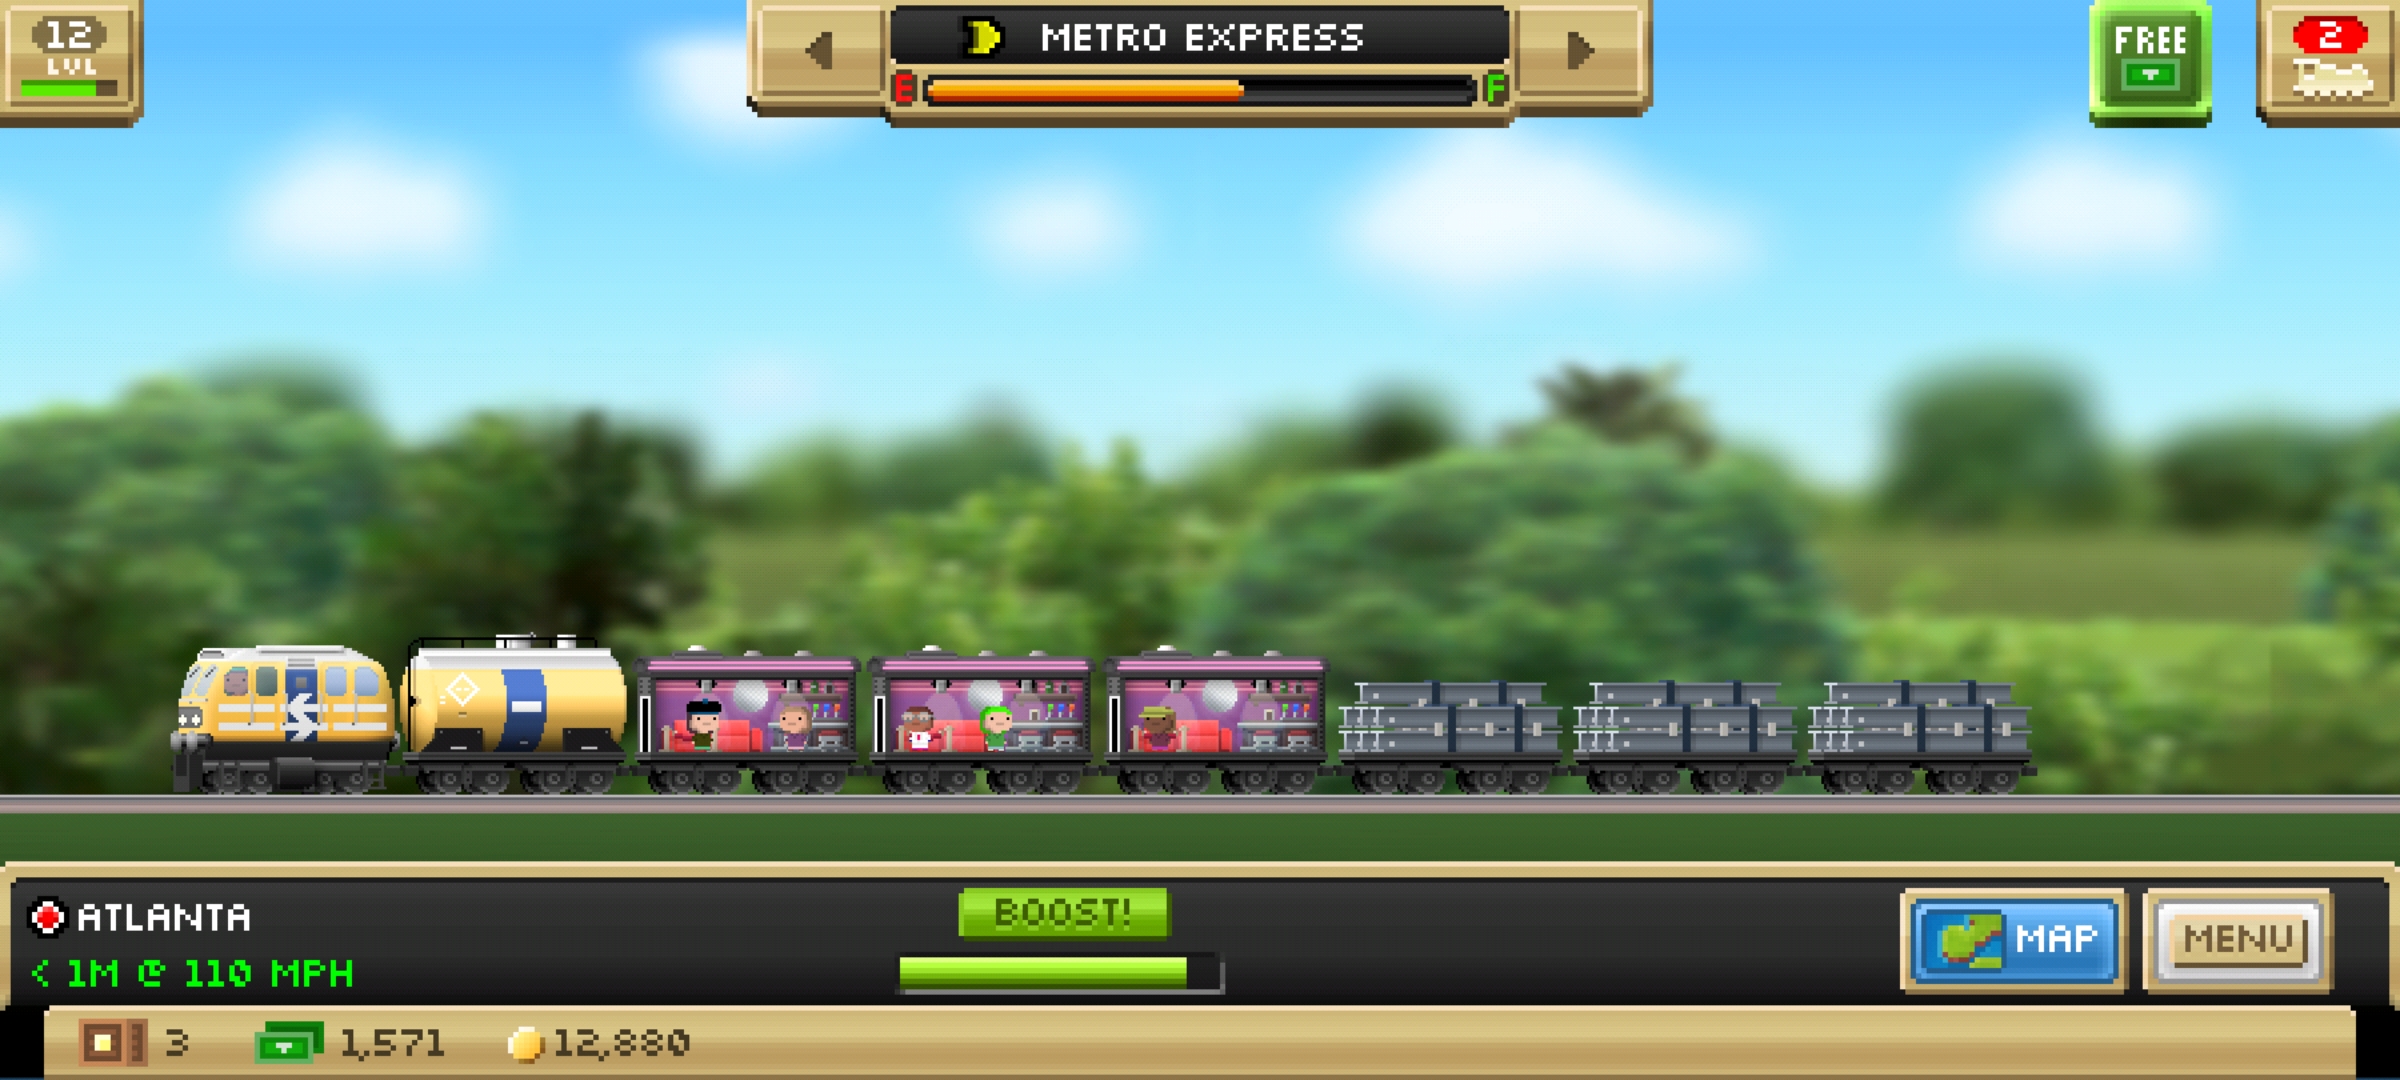 12
LVL
METRO EXPRESS
E F
FREE
2
ATLANTA
< 1M @ 110 MPH
BOOST!
MAP
MENU
3
1,571
12,880